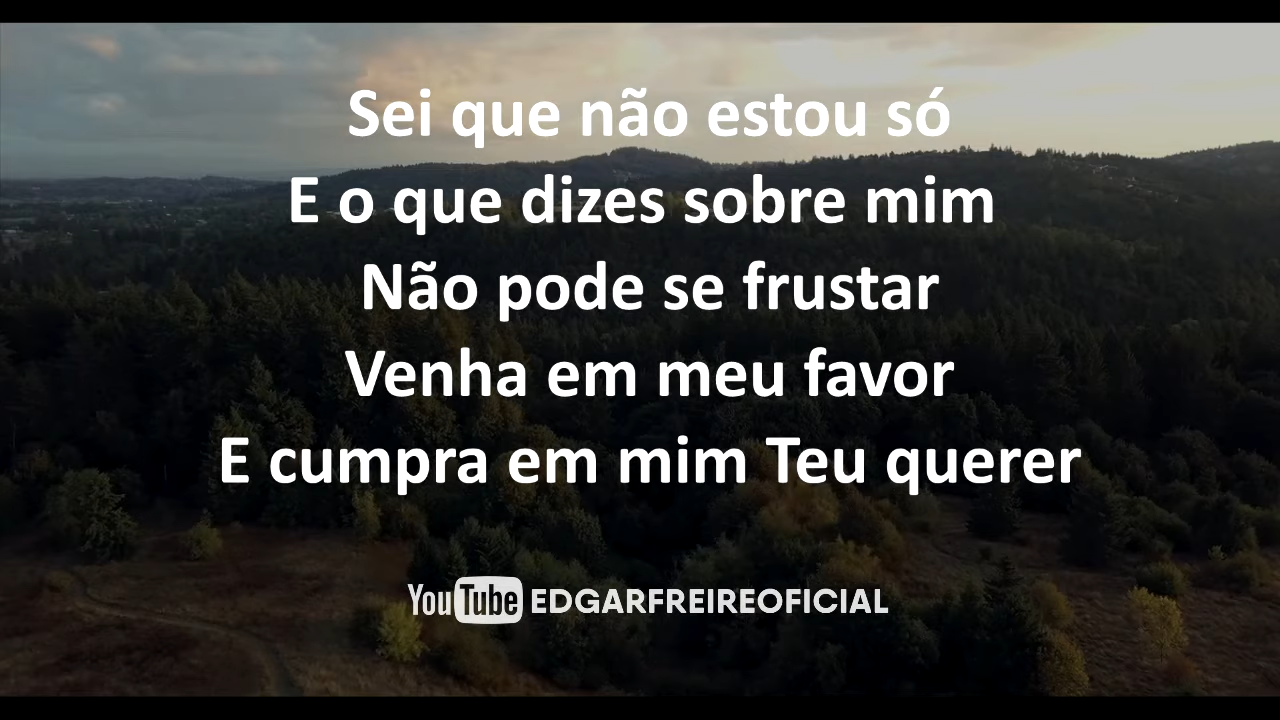 Sei que não estou só
E o que dizes sobre mim
Não pode se frustar
Venha em meu favor
E cumpra em mim Teu querer
YouTube EDGARFREIREOFICIAL